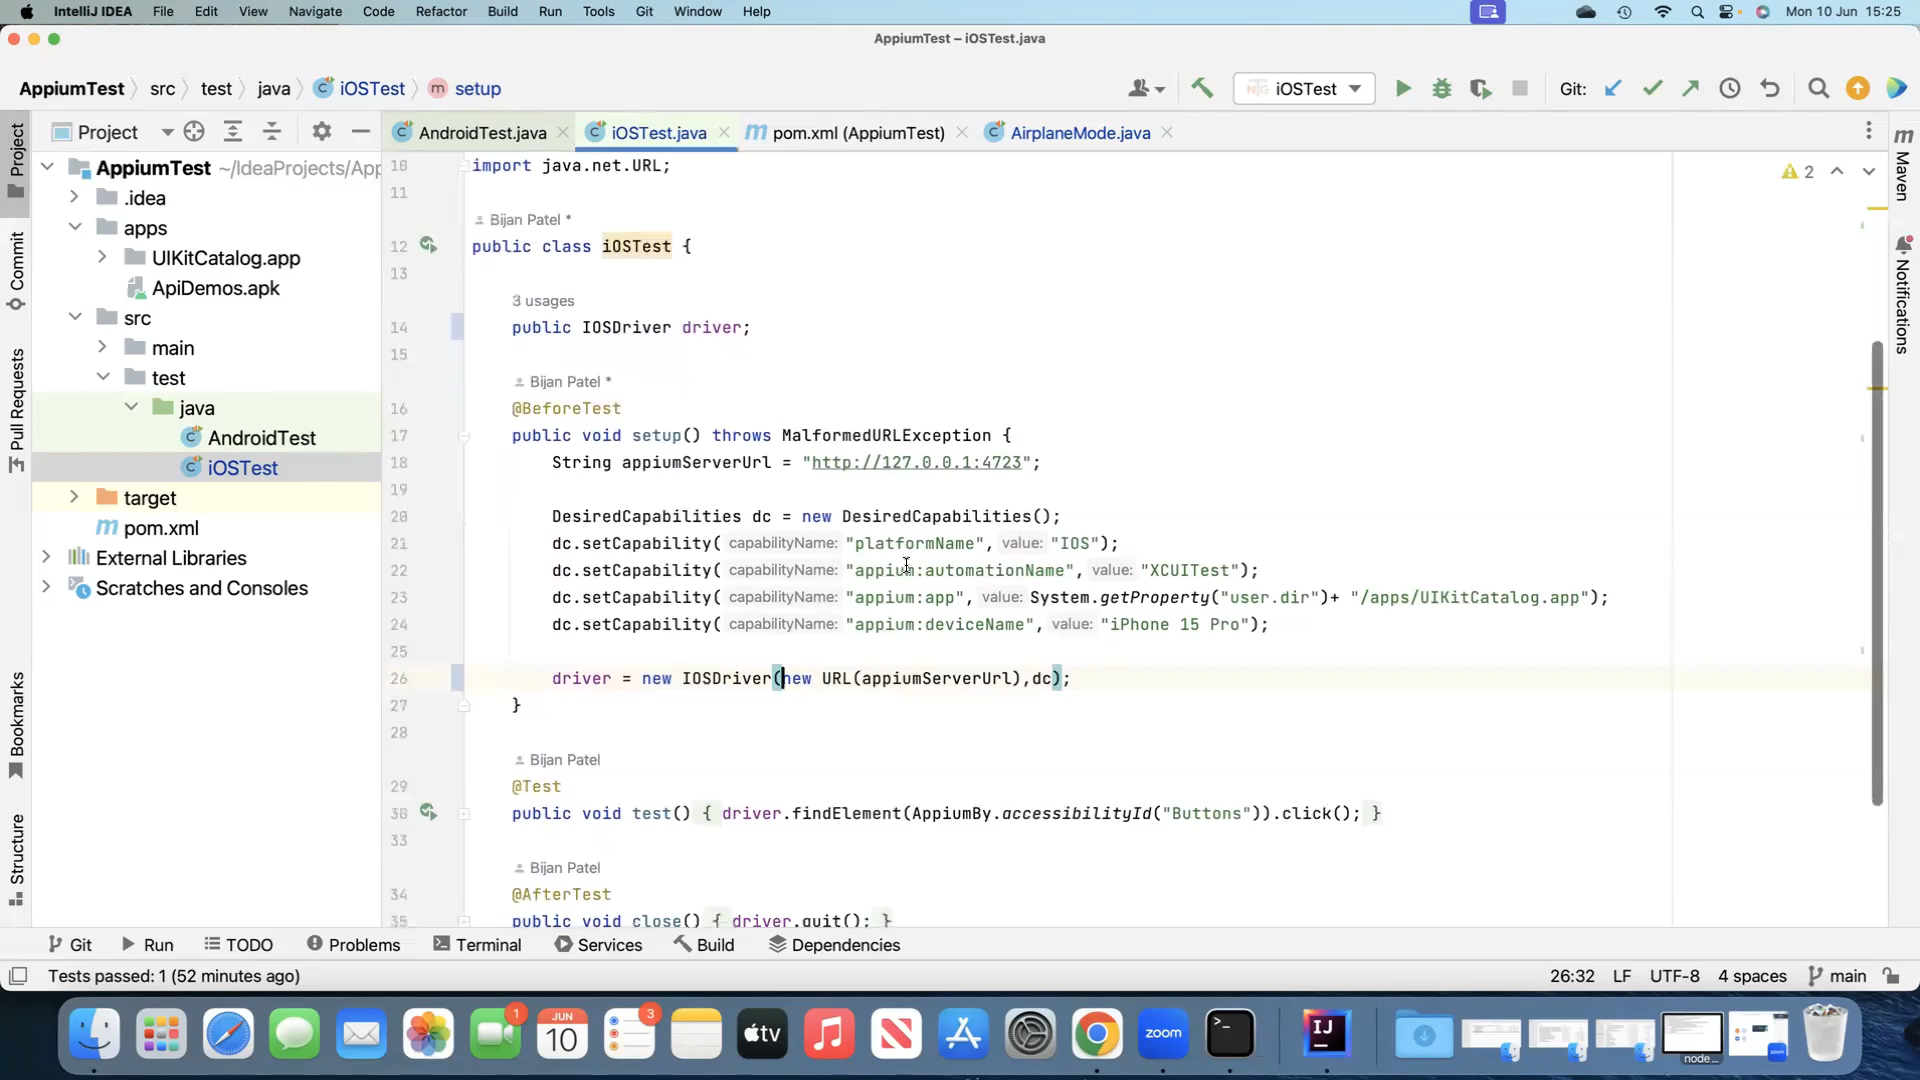 IntelliJ IDEA File Edit View Navigate Code Refactor Build Run Tools Git Window Help Mon 10 Jun 15:25
AppiumTest – iOSTest.java
AppiumTest src test java iOSTest m setup iOSTest Git:
Project AndroidTest.java iOSTest.java pom.xml (AppiumTest) AirplaneMode.java
Project
Commit
Pull Requests
Bookmarks
Structure
AppiumTest ~/IdeaProjects/App
.idea
apps
UIKitCatalog.app
ApiDemos.apk
src
main
test
java
AndroidTest
iOSTest
target
pom.xml
External Libraries
Scratches and Consoles
10 import java.net.URL;
11
Bijan Patel *
12 public class iOSTest {
13
3 usages
14 public IOSDriver driver;
15
Bijan Patel *
16 @BeforeTest
17 public void setup() throws MalformedURLException {
18 String appiumServerUrl = "http://127.0.0.1:4723";
19
20 DesiredCapabilities dc = new DesiredCapabilities();
21 dc.setCapability( capabilityName: "platformName", value: "IOS");
22 dc.setCapability( capabilityName: "appium:automationName", value: "XCUITest");
23 dc.setCapability( capabilityName: "appium:app", value: System.getProperty("user.dir")+ "/apps/UIKitCatalog.app");
24 dc.setCapability( capabilityName: "appium:deviceName", value: "iPhone 15 Pro");
25
26 driver = new IOSDriver(new URL(appiumServerUrl),dc);
27 }
28
Bijan Patel
29 @Test
30 public void test() { driver.findElement(AppiumBy.accessibilityId("Buttons")).click(); }
33
Bijan Patel
34 @AfterTest
35 public void close() { driver.quit(); }
2
m
Maven
Notifications
Git Run TODO Problems Terminal Services Build Dependencies
Tests passed: 1 (52 minutes ago) 26:32 LF UTF-8 4 spaces main
1
JUN
10
3
tv
zoom
>_
IJ
node...
zoom